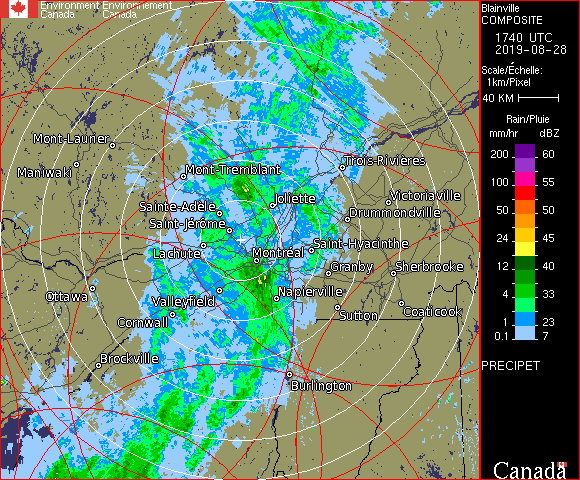 Environment Environnement
Canada Canada
Blainville
COMPOSITE
1740 UTC
2019-08-28
Scale/Échelle:
1km/Pixel
40 KM
Rain/Pluie
mm/hr dBZ
200 60
100 55
50 50
24 45
12 40
4 33
1 23
0.1 7
PRECIPET
Canada
Mont-Laurier
Maniwaki
Mont-Tremblant
Trois-Rivières
Joliette
Victoriaville
Sainte-Adèle
Drummondville
Saint-Jérôme
Saint-Hyacinthe
Lachute
Montréal
Granby
Sherbrooke
Ottawa
Valleyfield
Napierville
Cornwall
Sutton
Coaticook
Brockville
Burlington